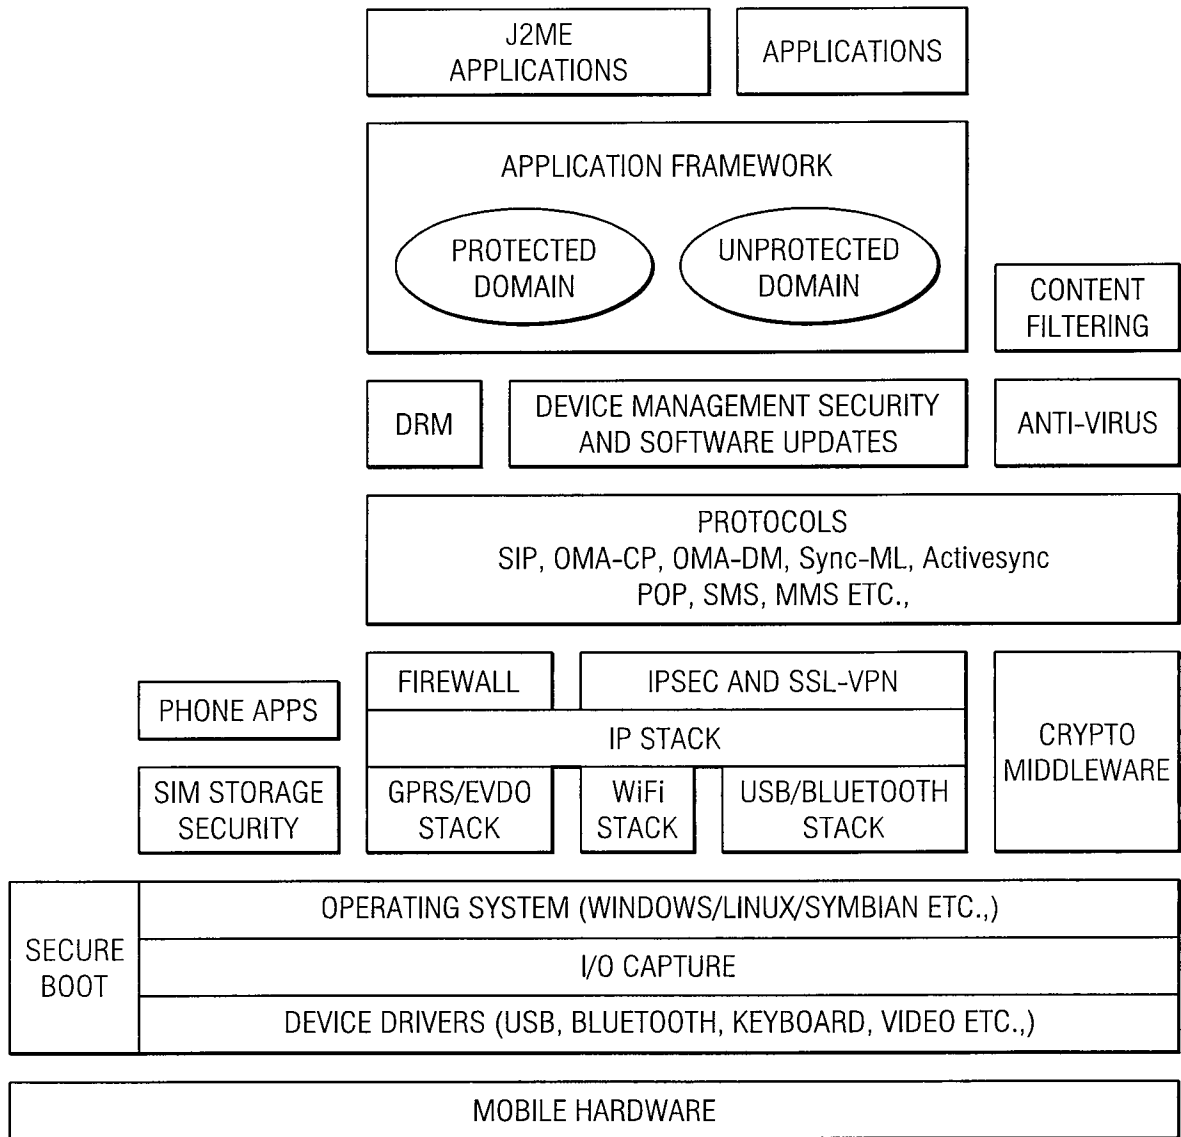 J2ME
APPLICATIONS
APPLICATIONS
APPLICATION FRAMEWORK
PROTECTED
DOMAIN
UNPROTECTED
DOMAIN
CONTENT
FILTERING
DRM
DEVICE MANAGEMENT SECURITY
AND SOFTWARE UPDATES
ANTI-VIRUS
PROTOCOLS
SIP, OMA-CP, OMA-DM, Sync-ML, Activesync
POP, SMS, MMS ETC.,
PHONE APPS
FIREWALL
IPSEC AND SSL-VPN
IP STACK
CRYPTO
MIDDLEWARE
SIM STORAGE
SECURITY
GPRS/EVDO
STACK
WiFi
STACK
USB/BLUETOOTH
STACK
SECURE
BOOT
OPERATING SYSTEM (WINDOWS/LINUX/SYMBIAN ETC.,)
I/O CAPTURE
DEVICE DRIVERS (USB, BLUETOOTH, KEYBOARD, VIDEO ETC.,)
MOBILE HARDWARE